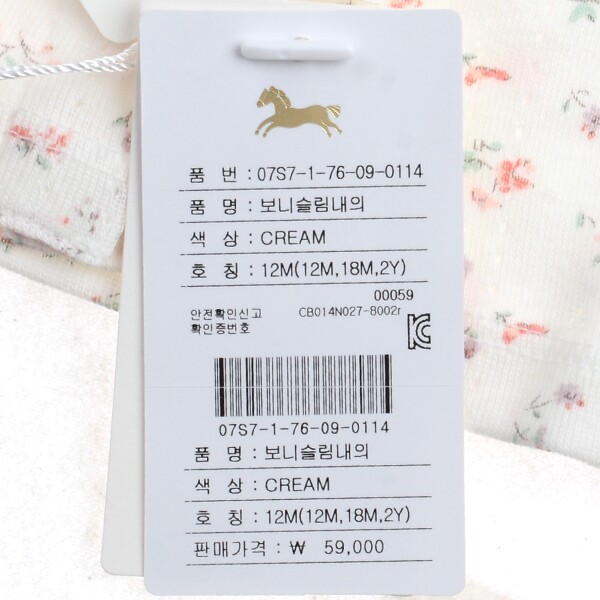 품 번 : 07S7-1-76-09-0114
품 명 : 보니슬림내의
색 상 : CREAM
호 칭 : 12M(12M,18M,2Y)
00059
안전확인신고 CB014N027-8002r
확인증번호
07S7-1-76-09-0114
품 명 : 보니슬림내의
색 상 : CREAM
호 칭 : 12M(12M,18M,2Y)
판매가격 : ₩ 59,000